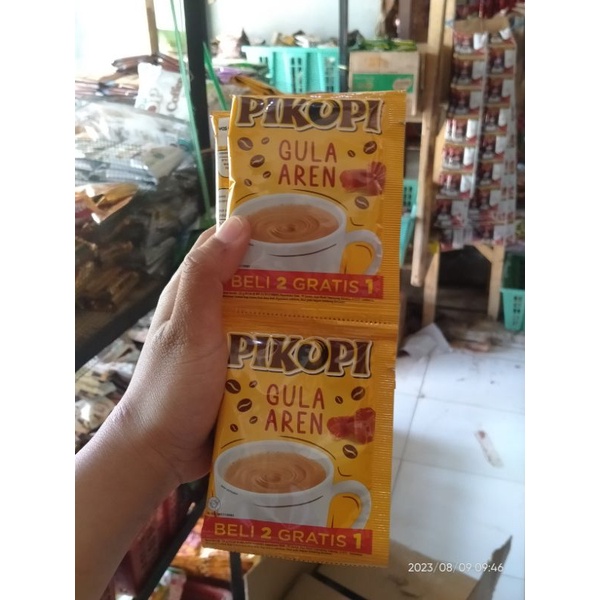 PIKOPI
GULA
AREN
BELI 2 GRATIS 1
PIKOPI
GULA
AREN
BELI 2 GRATIS 1
2023/08/09 09:46